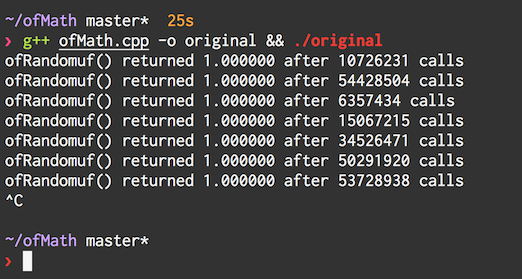 ~/ofMath master* 25s
❯ g++ ofMath.cpp -o original && ./original
ofRandomuf() returned 1.000000 after 10726231 calls
ofRandomuf() returned 1.000000 after 54428504 calls
ofRandomuf() returned 1.000000 after 6357434 calls
ofRandomuf() returned 1.000000 after 15067215 calls
ofRandomuf() returned 1.000000 after 34526471 calls
ofRandomuf() returned 1.000000 after 50291920 calls
ofRandomuf() returned 1.000000 after 53728938 calls
^C
~/ofMath master*
❯